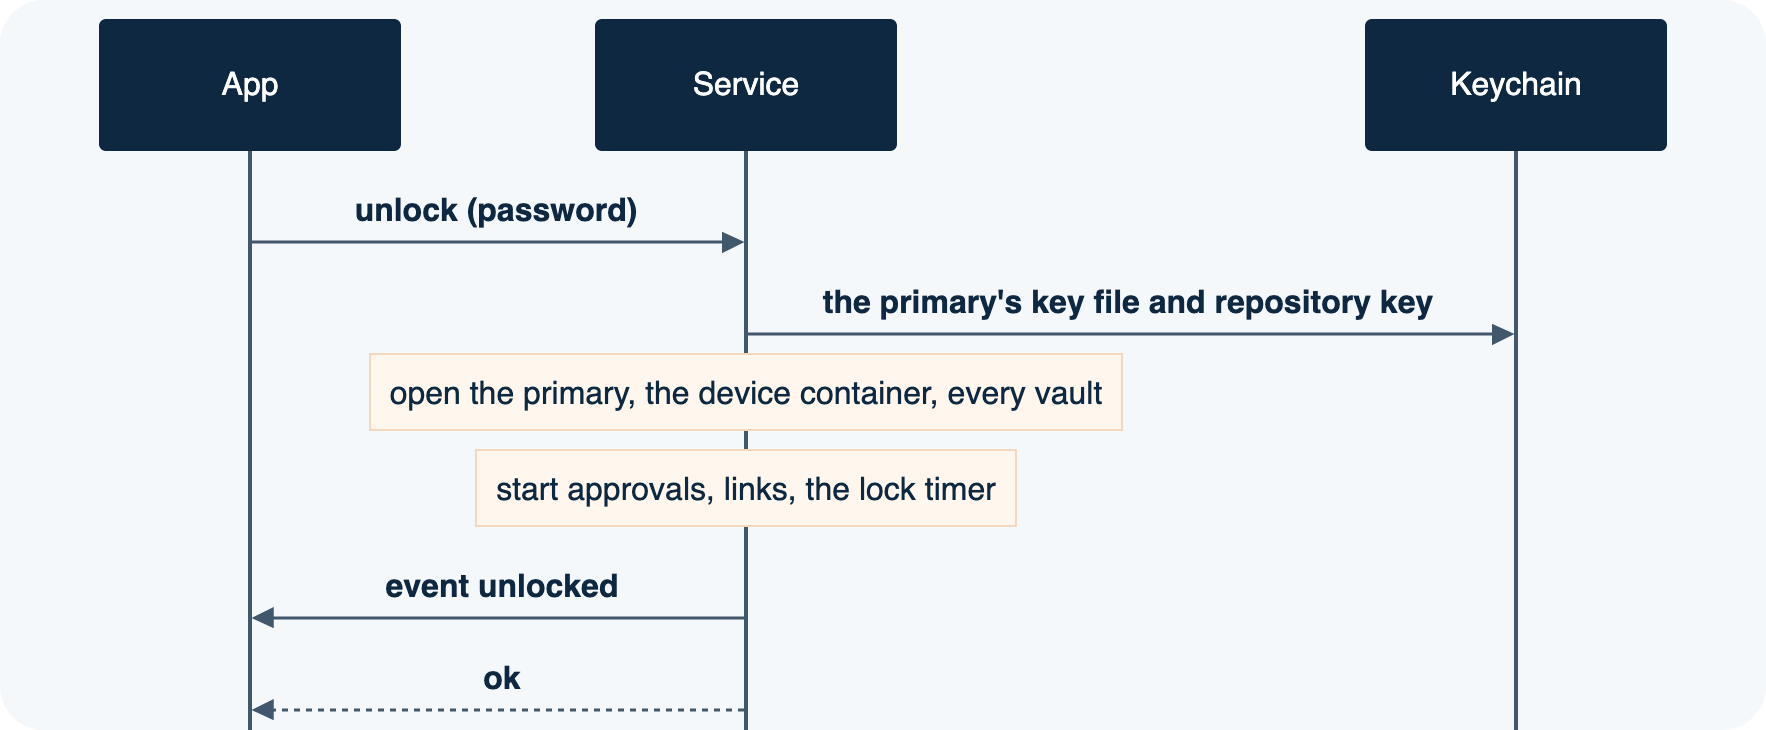 App
Service
Keychain
unlock (password)
the primary's key file and repository key
open the primary, the device container, every vault
start approvals, links, the lock timer
event unlocked
ok